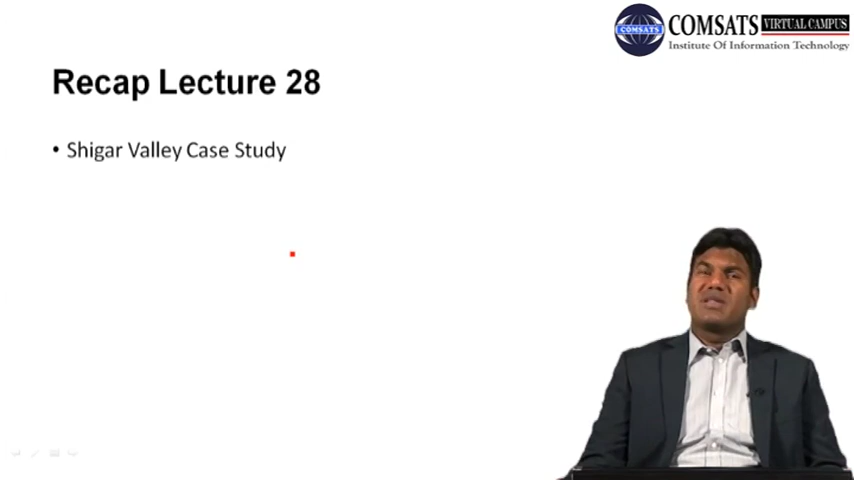 COMSATS VIRTUAL CAMPUS
COMSATS
Institute Of Information Technology
Recap Lecture 28
• Shigar Valley Case Study